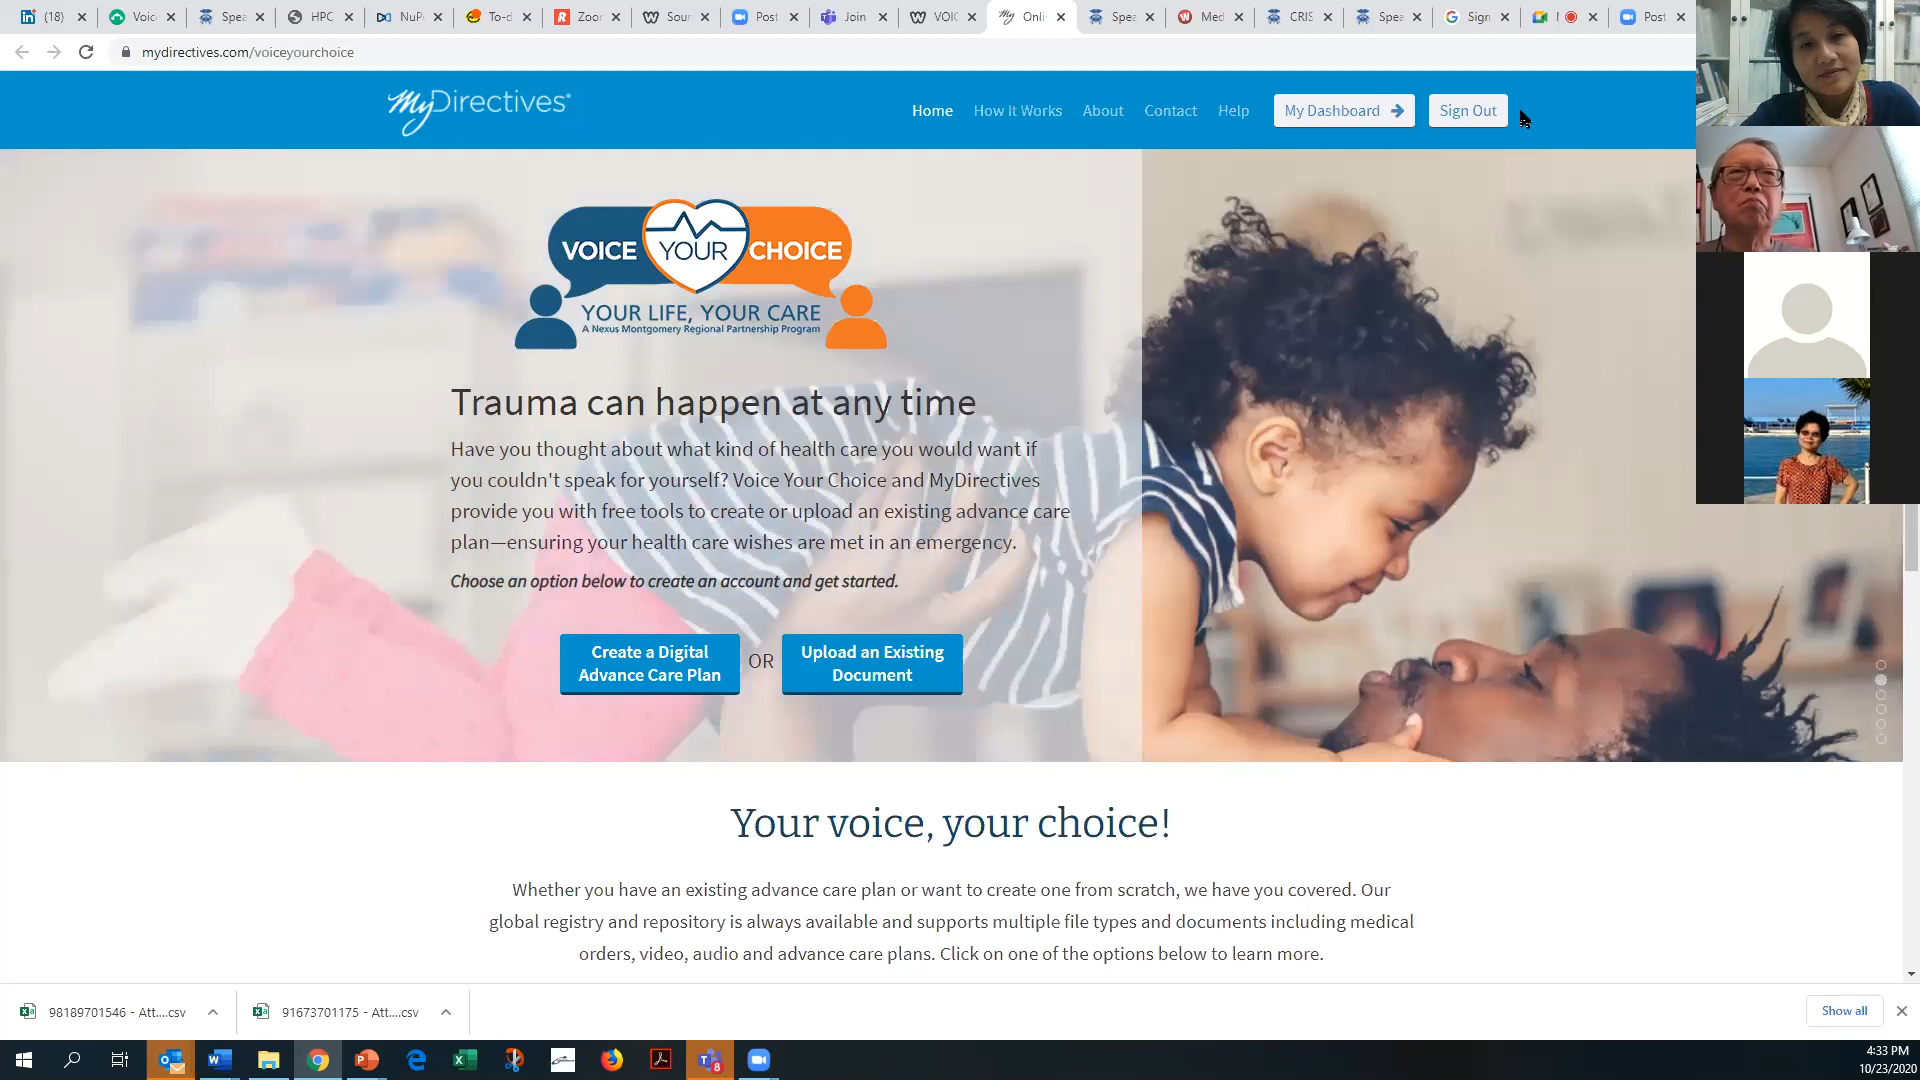 (18)
Voic
Spea
HPC
To-d
Zoor
Sour
Post
Join
VOIC
Onli
Spea
Med
CRIS
Spea
Sign
Post
mydirectives.com/voiceyourchoice
MyDirectives®
Home
How It Works
About
Contact
Help
My Dashboard
Sign Out
VOICE YOUR CHOICE
YOUR LIFE, YOUR CARE
A Nexus Montgomery Regional Partnership Program
Trauma can happen at any time
Have you thought about what kind of health care you would want if
you couldn't speak for yourself? Voice Your Choice and MyDirectives
provide you with free tools to create or upload an existing advance care
plan—ensuring your health care wishes are met in an emergency.
Choose an option below to create an account and get started.
Create a Digital
Advance Care Plan
OR
Upload an Existing
Document
Your voice, your choice!
Whether you have an existing advance care plan or want to create one from scratch, we have you covered. Our
global registry and repository is always available and supports multiple file types and documents including medical
orders, video, audio and advance care plans. Click on one of the options below to learn more.
98189701546 - Att....csv
91673701175 - Att....csv
Show all
8
4:33 PM
10/23/2020